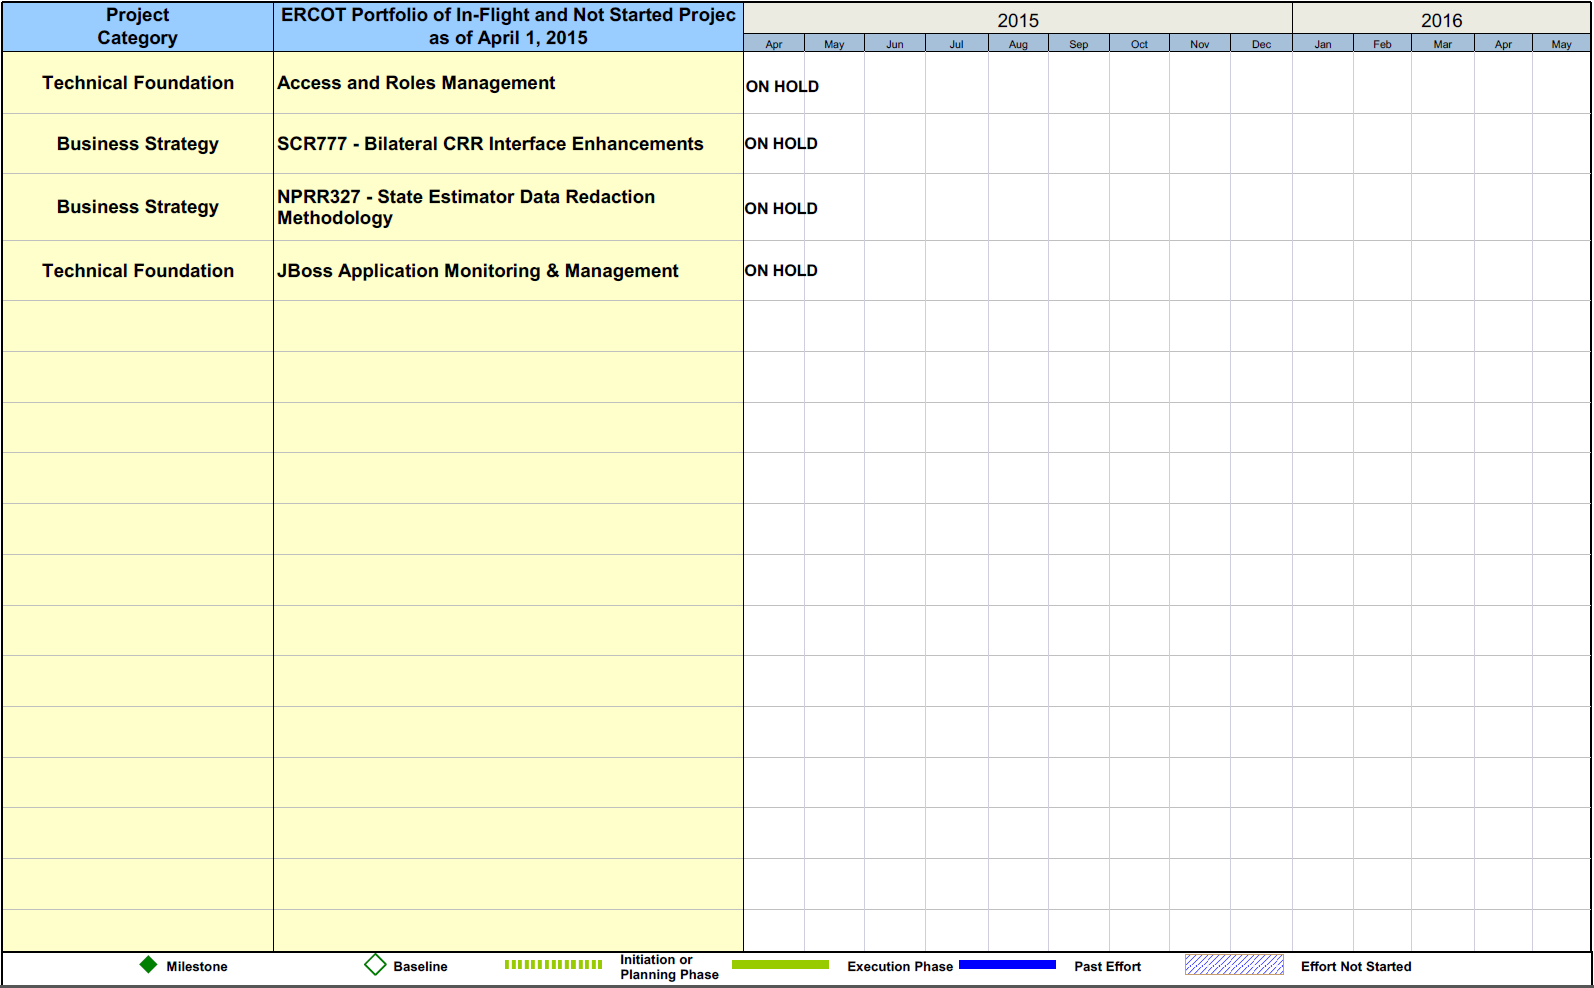 Project
Category
ERCOT Portfolio of In-Flight and Not Started Projec
as of April 1, 2015
2015
2016
Apr May Jun Jul Aug Sep Oct Nov Dec Jan Feb Mar Apr May
Technical Foundation
Access and Roles Management
ON HOLD
Business Strategy
SCR777 - Bilateral CRR Interface Enhancements
ON HOLD
Business Strategy
NPRR327 - State Estimator Data Redaction
Methodology
ON HOLD
Technical Foundation
JBoss Application Monitoring & Management
ON HOLD
Milestone
Baseline
Initiation or
Planning Phase
Execution Phase
Past Effort
Effort Not Started